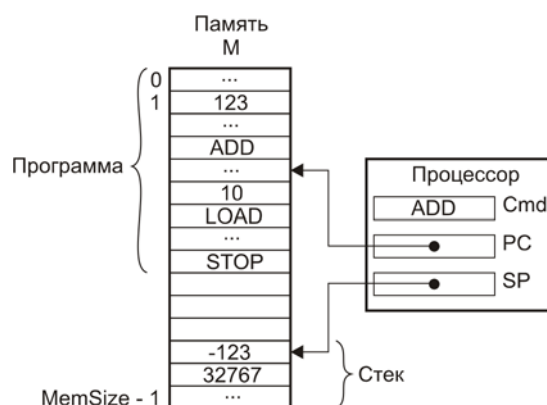 Память
M
0
...
1
123
...
ADD
Программа
...
10
LOAD
...
STOP
Процессор
ADD
Cmd
PC
SP
-123
32767
Стек
MemSize - 1
...